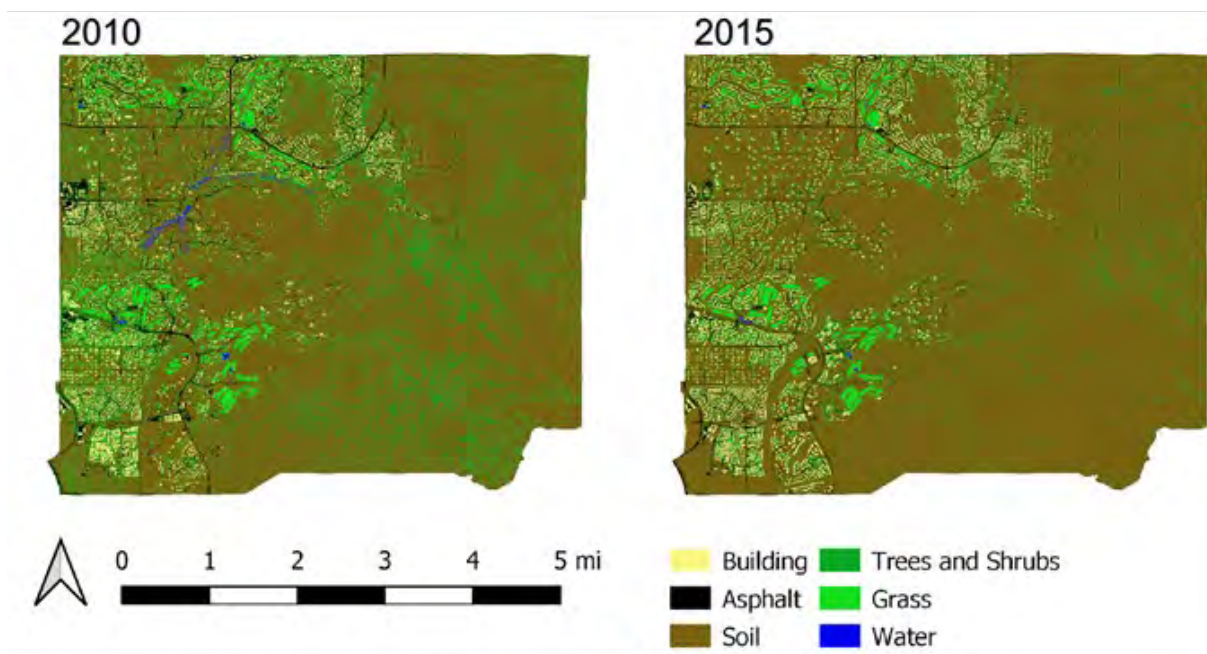 2010
2015
0 1 2 3 4 5 mi
Building
Asphalt
Soil
Trees and Shrubs
Grass
Water